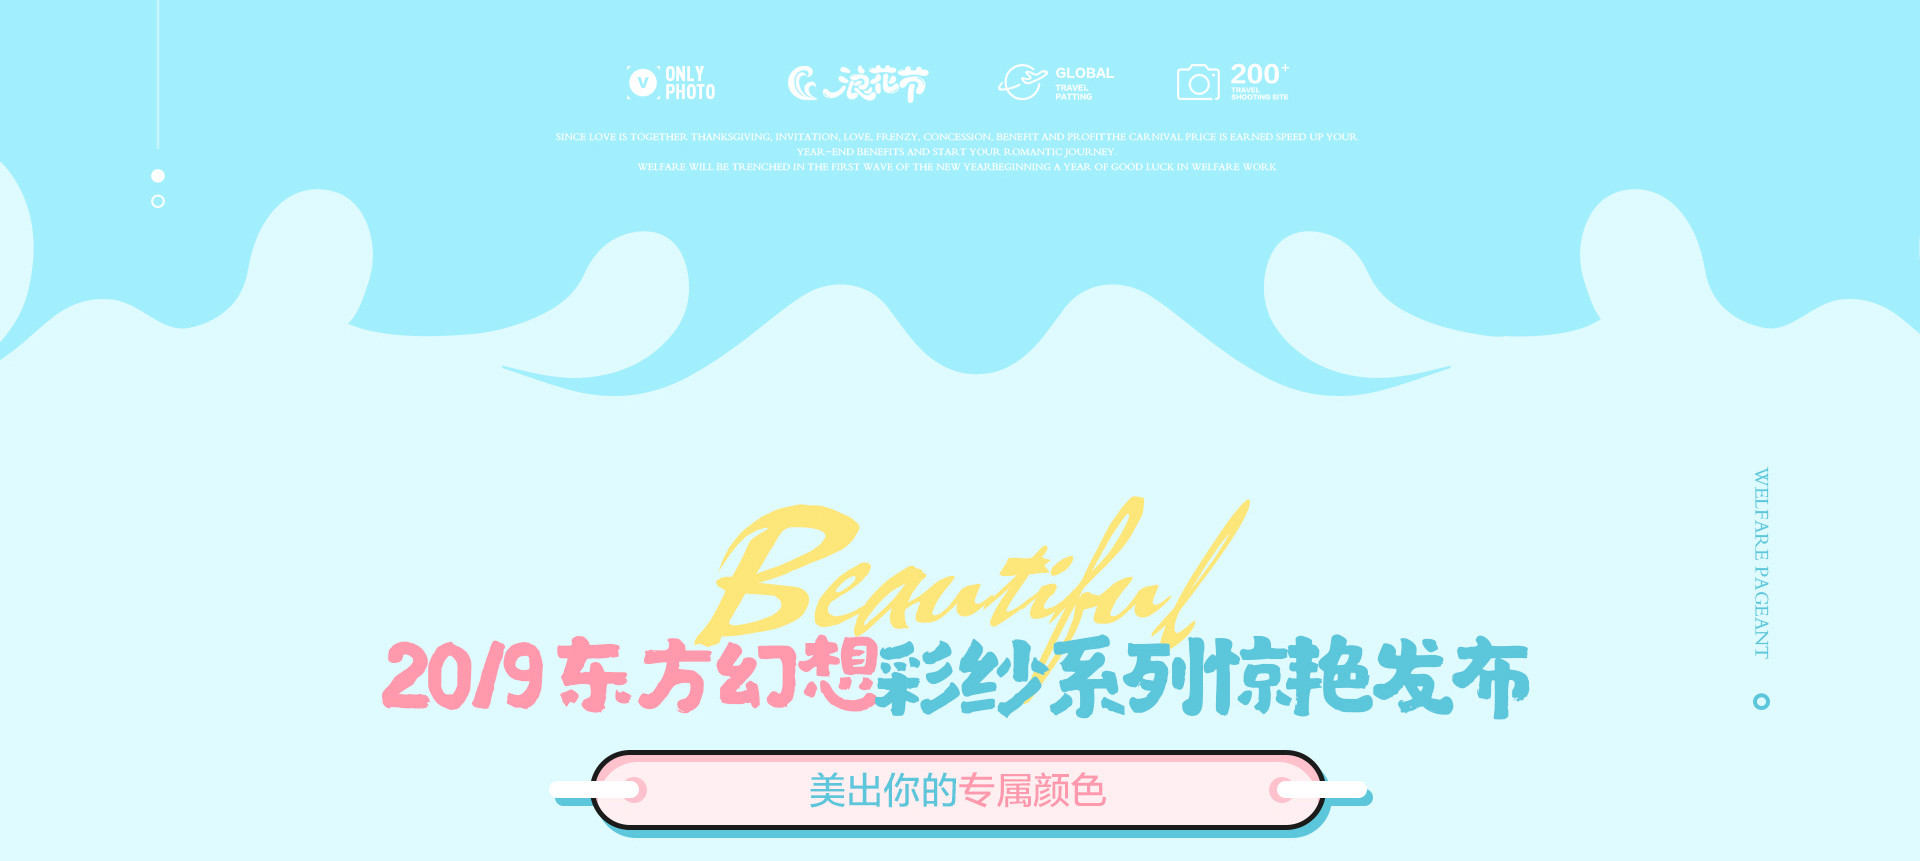 V ONLY PHOTO
浪花节
GLOBAL
TRAVEL
PATTING
200+
TRAVEL
SHOOTING SITE
SINCE LOVE IS TOGETHER THANKSGIVING, INVITATION, LOVE, FRENZY, CONCESSION, BENEFIT AND PROFITTHE CARNIVAL PRICE IS EARNED SPEED UP YOUR
YEAR-END BENEFITS AND START YOUR ROMANTIC JOURNEY.
WELFARE WILL BE TRENCHED IN THE FIRST WAVE OF THE NEW YEARBEGINNING A YEAR OF GOOD LUCK IN WELFARE WORK
WELFARE PAGEANT
Beautiful
2019东方幻想彩纱系列惊艳发布
美出你的专属颜色